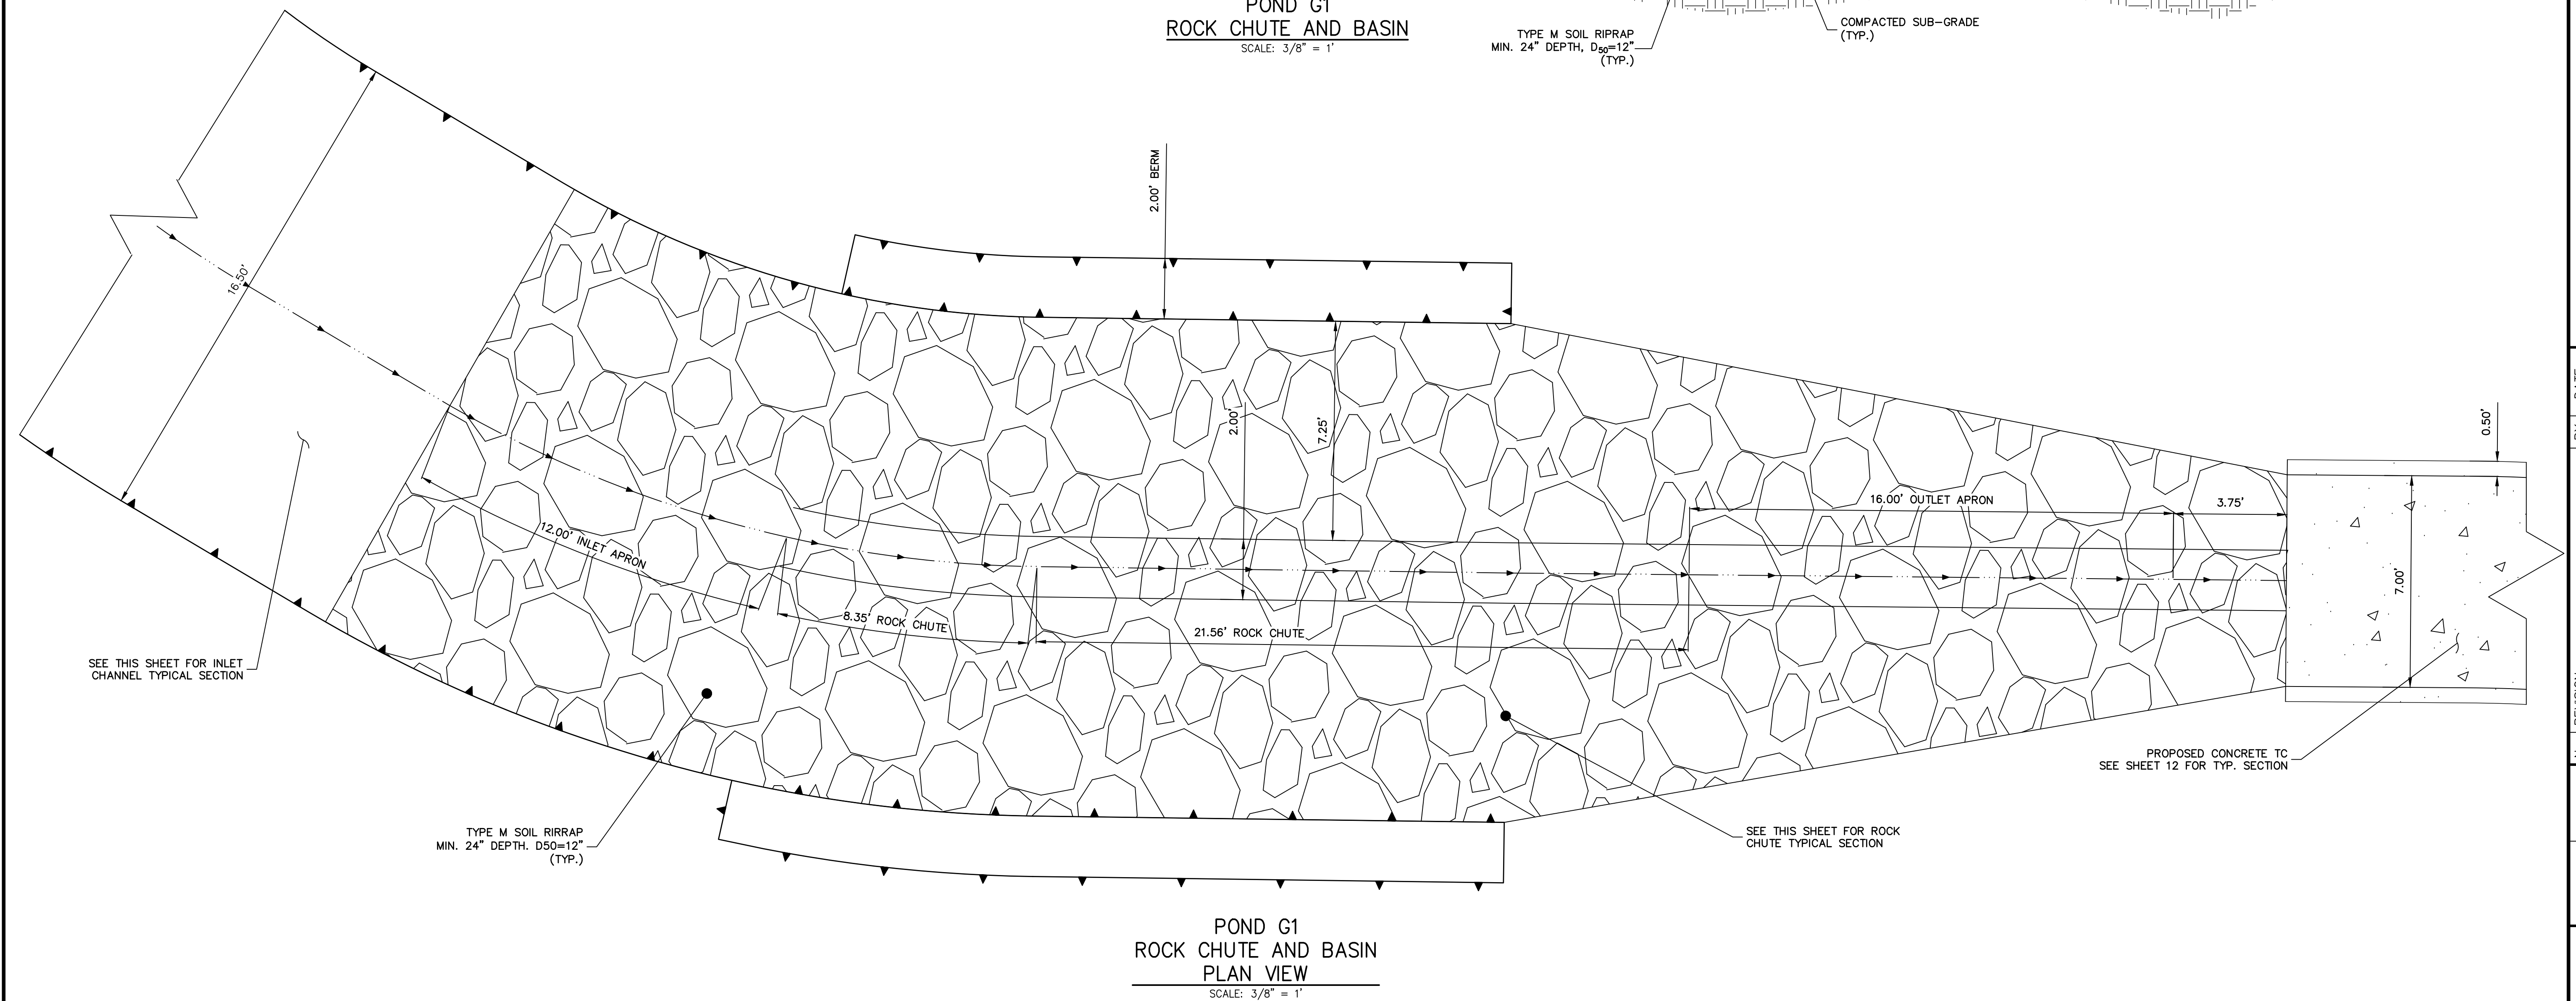 POND G1
ROCK CHUTE AND BASIN
SCALE: 3/8" = 1'
TYPE M SOIL RIPRAP
MIN. 24" DEPTH, D50=12"
(TYP.)
COMPACTED SUB-GRADE
(TYP.)
2.00' BERM
16.50'
2.00'
7.25'
0.50'
16.00' OUTLET APRON
3.75'
12.00' INLET APRON
7.00'
8.35' ROCK CHUTE
21.56' ROCK CHUTE
SEE THIS SHEET FOR INLET
CHANNEL TYPICAL SECTION
PROPOSED CONCRETE TC
SEE SHEET 12 FOR TYP. SECTION
TYPE M SOIL RIRRAP
MIN. 24" DEPTH. D50=12"
(TYP.)
SEE THIS SHEET FOR ROCK
CHUTE TYPICAL SECTION
POND G1
ROCK CHUTE AND BASIN
PLAN VIEW
SCALE: 3/8" = 1'